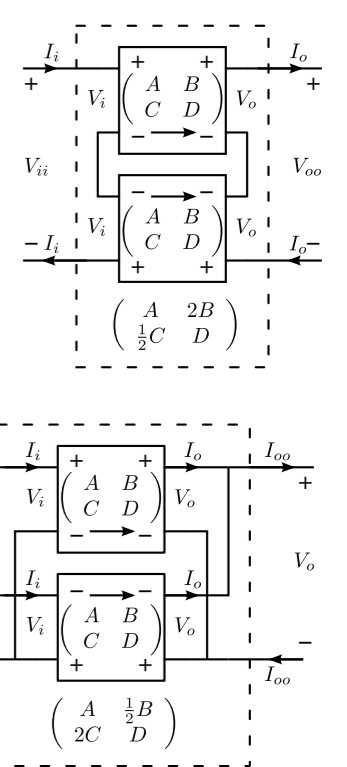 I_i I_o
+ + + +
V_i ( A B C D ) V_o
− −
V_ii V_oo
− −
V_i ( A B C D ) V_o
− I_i I_o −
+ +
( A 2B ½C D )
I_i I_o I_oo
+ + +
V_i ( A B C D ) V_o
− −
V_o
I_i − − I_o
V_i ( A B C D ) V_o
−
+ + I_oo
( A ½B 2C D )